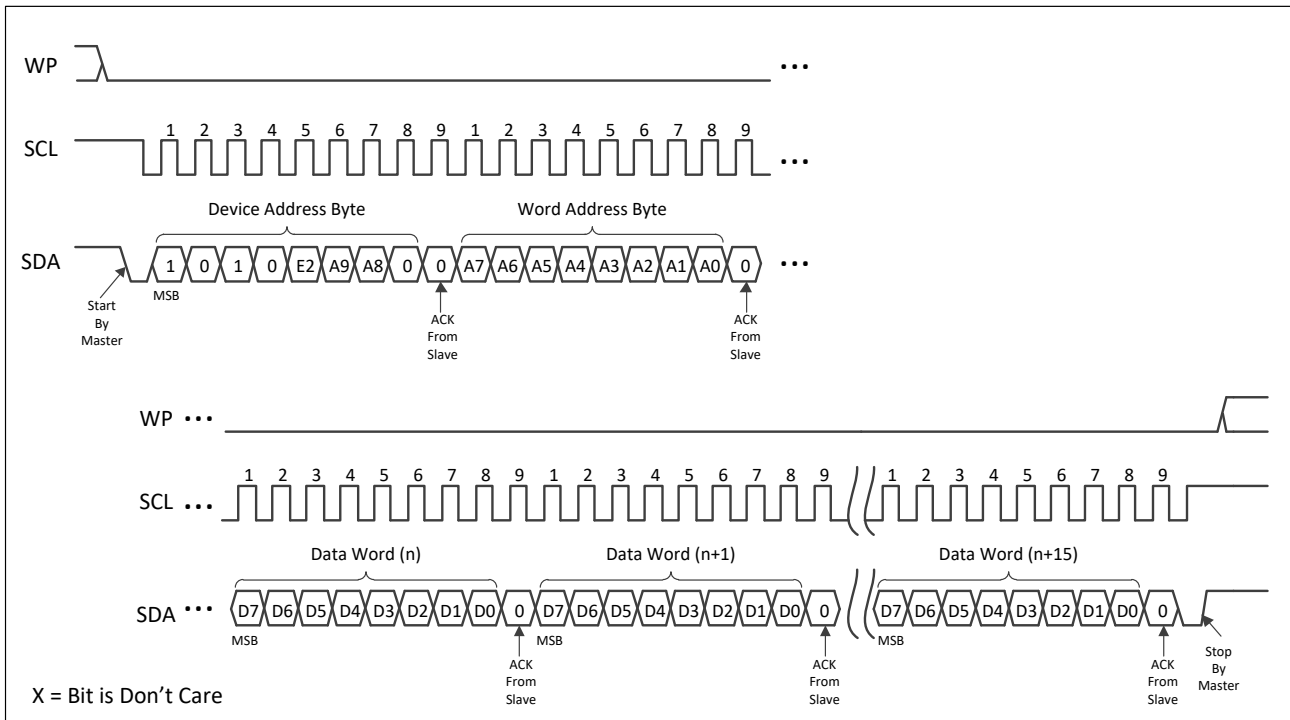 WP
...
1 2 3 4 5 6 7 8 9 1 2 3 4 5 6 7 8 9
SCL
...
Device Address Byte Word Address Byte
SDA 1 0 1 0 E2 A9 A8 0 0 A7 A6 A5 A4 A3 A2 A1 A0 0 ...
MSB
Start
By
Master
ACK
From
Slave
ACK
From
Slave
WP ...
1 2 3 4 5 6 7 8 9 1 2 3 4 5 6 7 8 9 1 2 3 4 5 6 7 8 9
SCL ...
Data Word (n) Data Word (n+1) Data Word (n+15)
SDA ... D7 D6 D5 D4 D3 D2 D1 D0 0 D7 D6 D5 D4 D3 D2 D1 D0 0 D7 D6 D5 D4 D3 D2 D1 D0 0
MSB MSB MSB
ACK
From
Slave
ACK
From
Slave
ACK
From
Slave
Stop
By
Master
X = Bit is Don’t Care